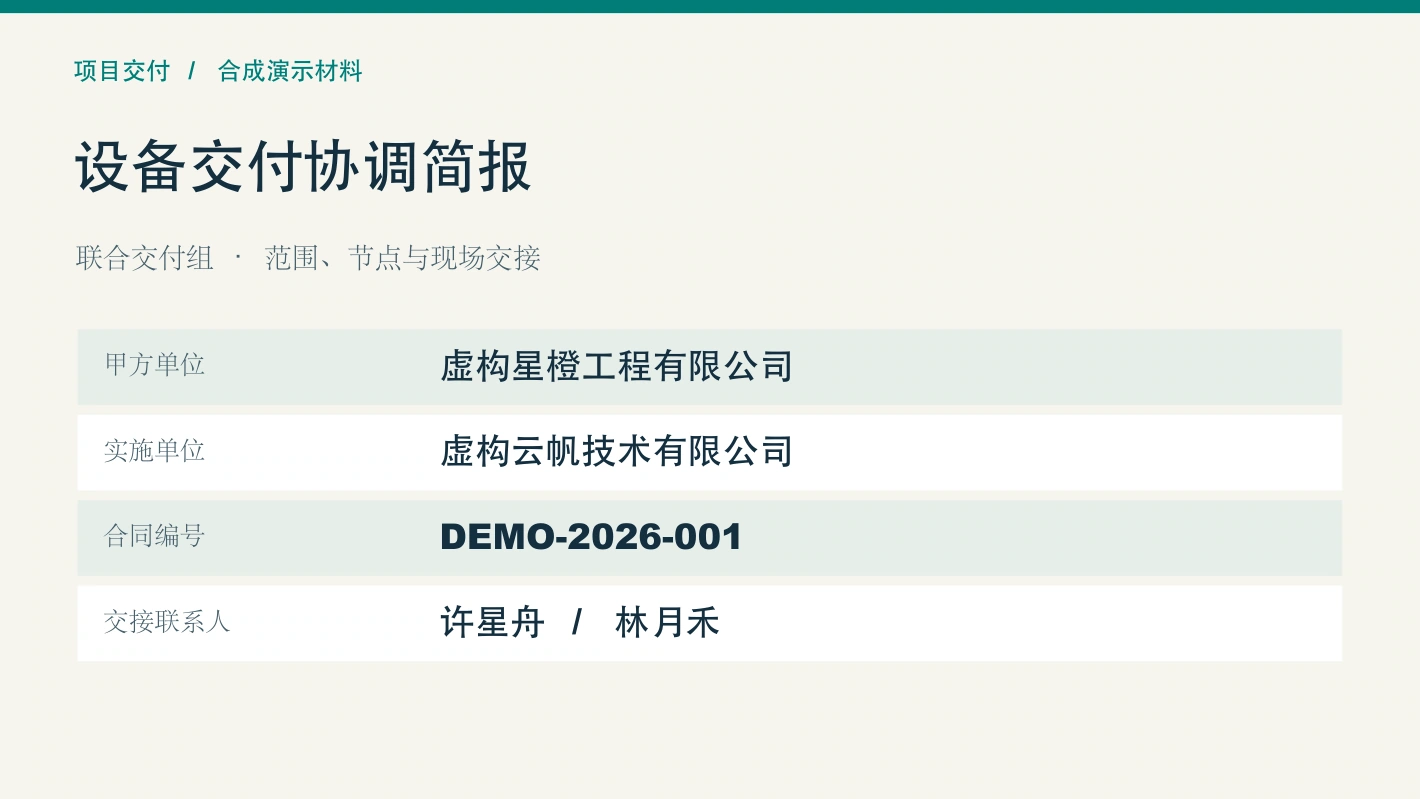 项目交付 / 合成演示材料
设备交付协调简报
联合交付组 · 范围、节点与现场交接
甲方单位 虚构星橙工程有限公司
实施单位 虚构云帆技术有限公司
合同编号 DEMO-2026-001
交接联系人 许星舟 / 林月禾